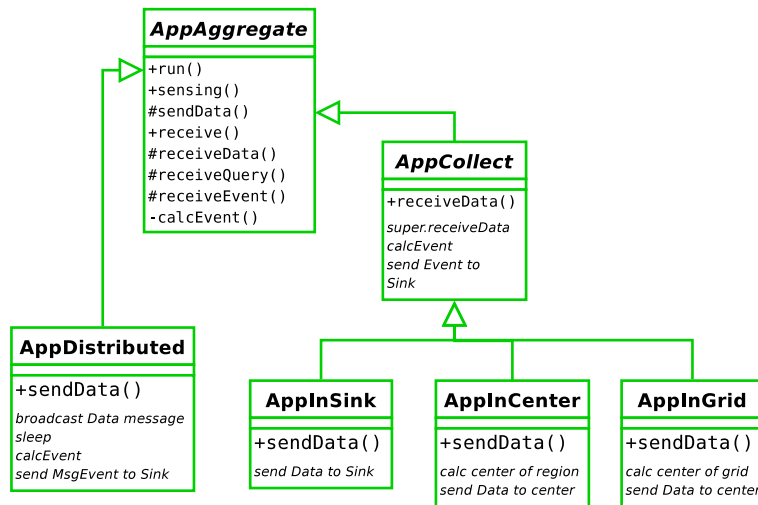 AppAggregate
+run()
+sensing()
#sendData()
+receive()
#receiveData()
#receiveQuery()
#receiveEvent()
-calcEvent()
AppCollect
+receiveData()
super.receiveData
calcEvent
send Event to
Sink
AppDistributed
+sendData()
broadcast Data message
sleep
calcEvent
send MsgEvent to Sink
AppInSink
+sendData()
send Data to Sink
AppInCenter
+sendData()
calc center of region
send Data to center
AppInGrid
+sendData()
calc center of grid
send Data to center